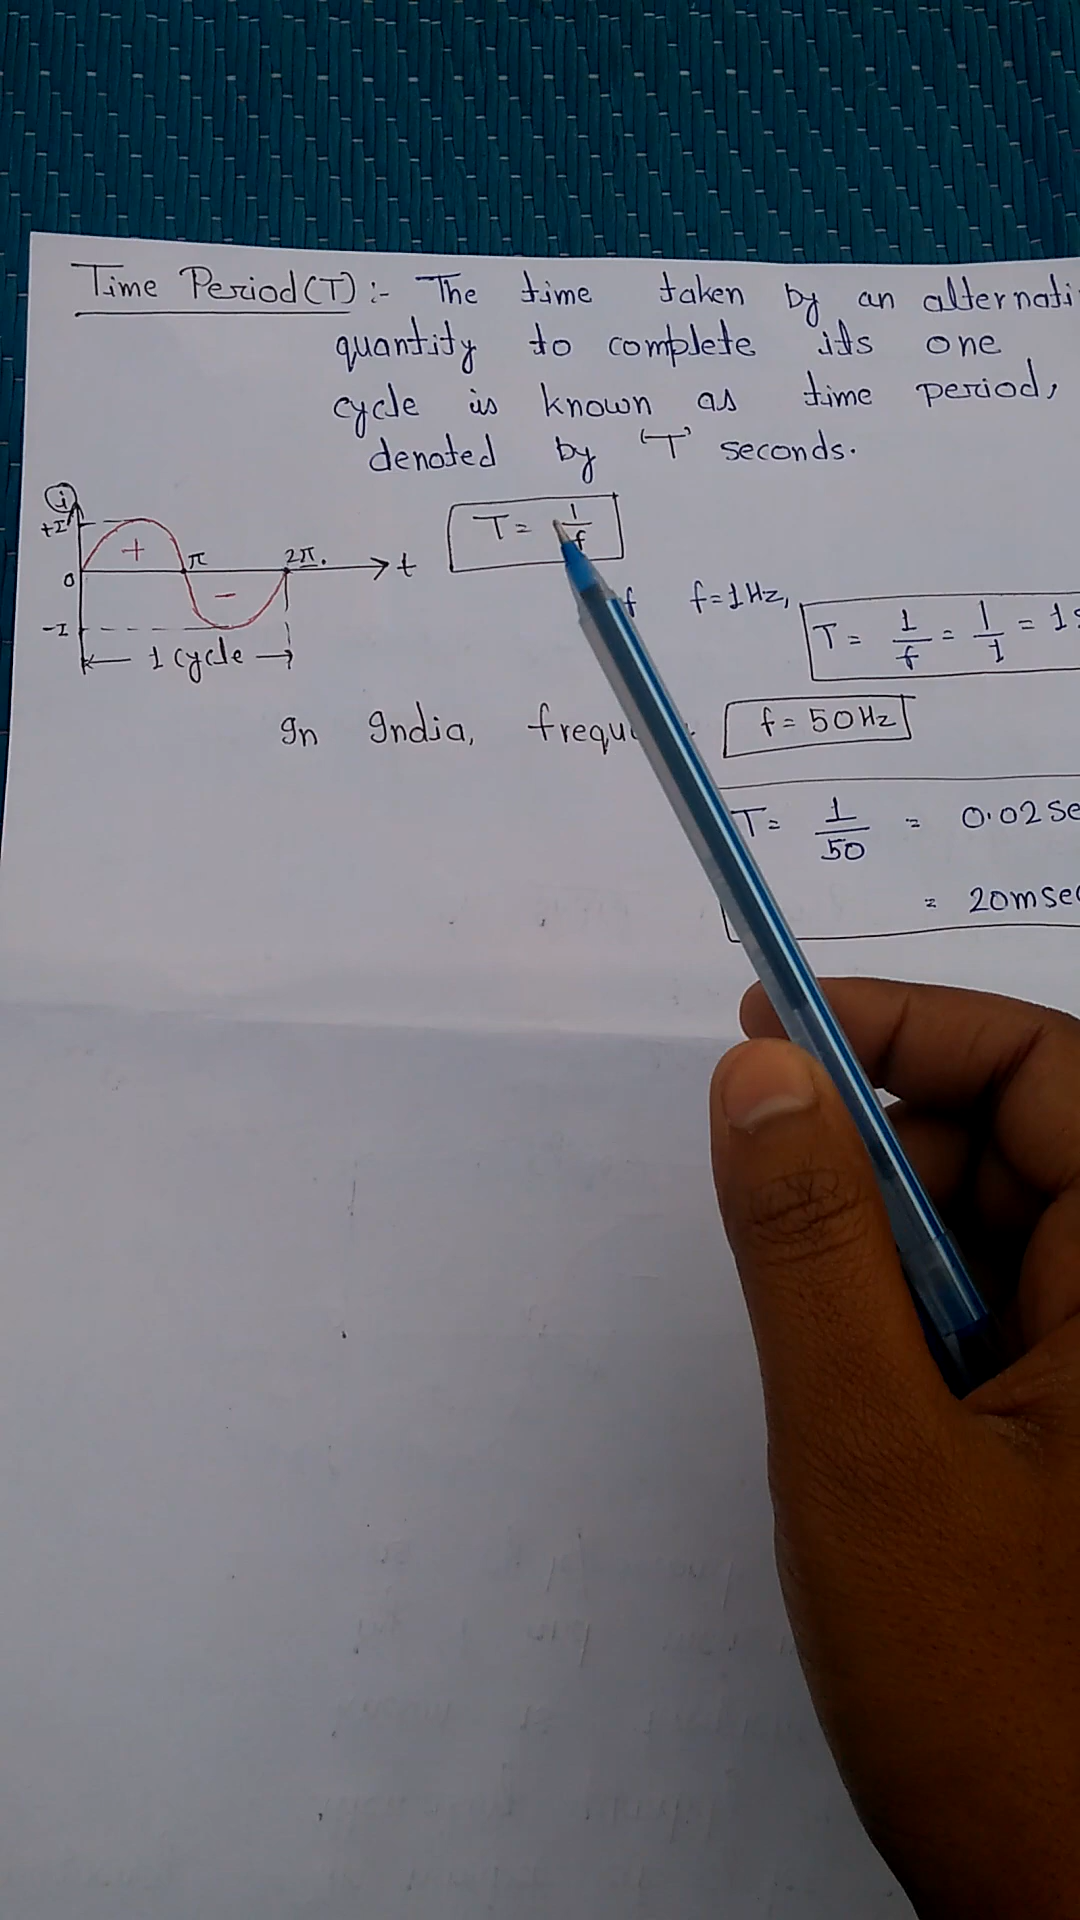 Time Period(T) :- The time taken by an alternati
quantity to complete its one
cycle is known as time period,
denoted by 'T' seconds.
i
+I
+
π
2π.
t
0
-
-I
1 cycle
T = 1/f
f f=1Hz,
T = 1/f = 1/1 = 1s
In India, frequ
f = 50Hz
T = 1/50 = 0.02 Se
= 20mSec